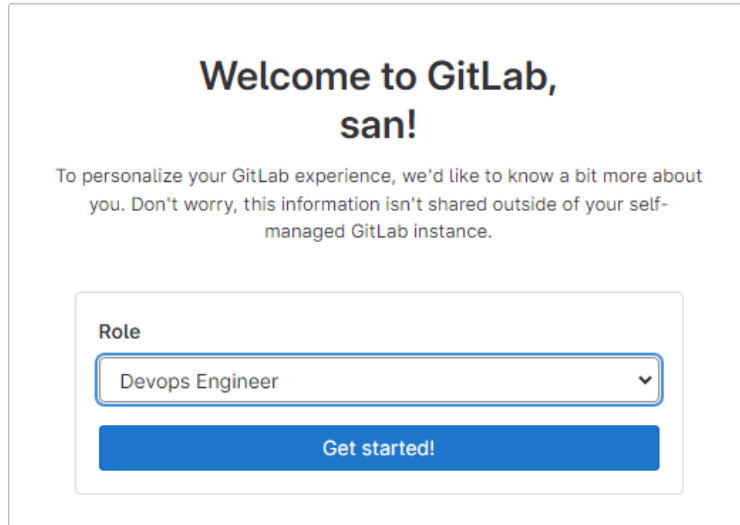 Welcome to GitLab,
san!
To personalize your GitLab experience, we'd like to know a bit more about
you. Don't worry, this information isn't shared outside of your self-
managed GitLab instance.
Role
Devops Engineer
Get started!